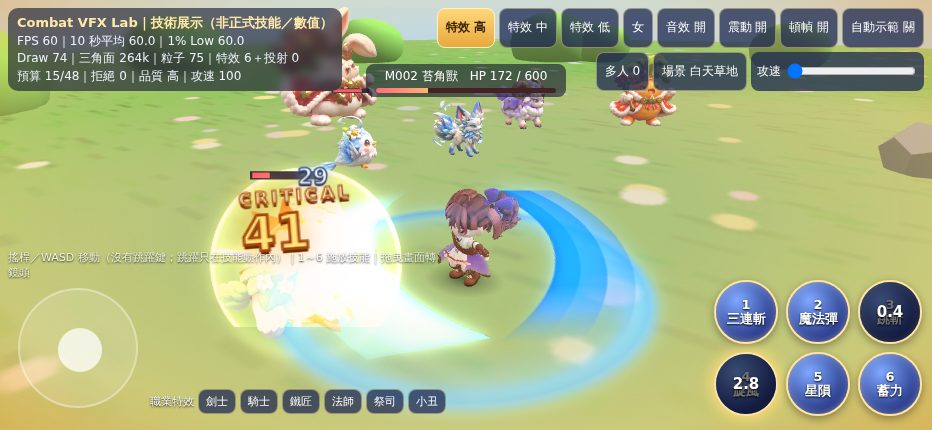 Combat VFX Lab｜技術展示（非正式技能／數值）
FPS 60｜10 秒平均 60.0｜1% Low 60.0
Draw 74｜三角面 264k｜粒子 75｜特效 6＋投射 0
預算 15/48｜拒絕 0｜品質 高｜攻速 100
特效 高
特效 中
特效 低
女
音效 開
震動 開
頓幀 開
自動示範 關
多人 0
場景 白天草地
攻速
M002 苔角獸 HP 172 / 600
29
CRITICAL
41
搖桿／WASD 移動（沒有跳躍鍵；跳躍只在技能動作內）｜1～6 施放技能｜拖曳畫面轉
鏡頭
1
三連斬
2
魔法彈
3
0.4
4
2.8
旋風
5
星隕
6
蓄力
職業特效
劍士
騎士
鐵匠
法師
祭司
小丑